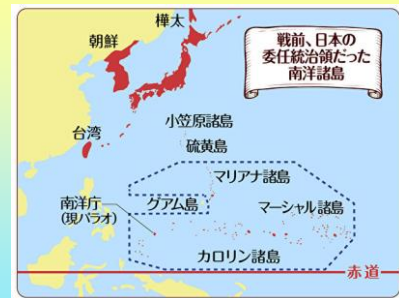 樺太
朝鮮
戦前、日本の
委任統治領だった
南洋諸島
台湾
小笠原諸島
硫黄島
マリアナ諸島
南洋庁
(現パラオ)
グアム島
マーシャル諸島
カロリン諸島
赤道